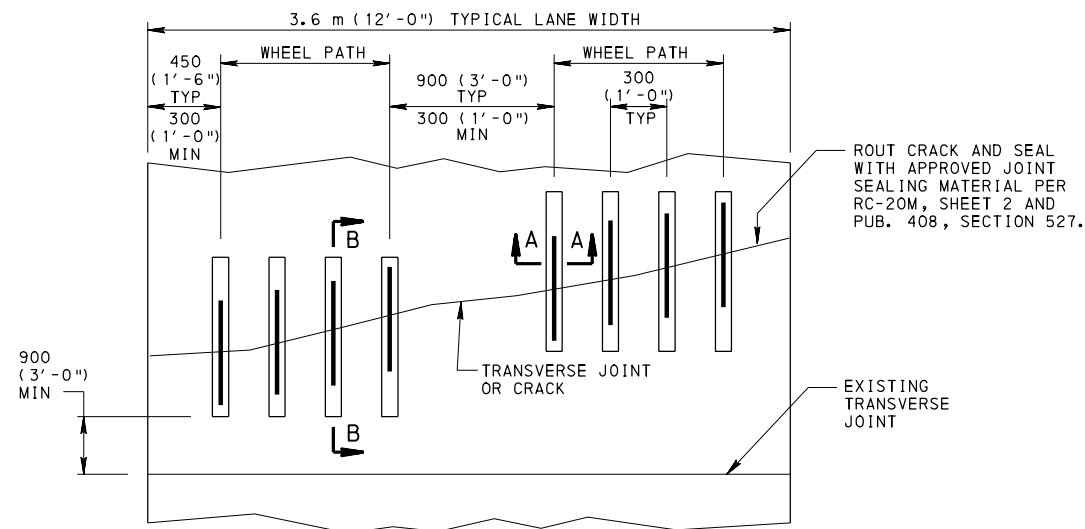 3.6 m (12'-0") TYPICAL LANE WIDTH
WHEEL PATH
WHEEL PATH
450
(1'-6")
TYP
300
(1'-0")
MIN
900 (3'-0")
TYP
300 (1'-0")
MIN
300
(1'-0")
TYP
ROUT CRACK AND SEAL
WITH APPROVED JOINT
SEALING MATERIAL PER
RC-20M, SHEET 2 AND
PUB. 408, SECTION 527.
B
A
A
900
(3'-0")
MIN
TRANSVERSE JOINT
OR CRACK
EXISTING
TRANSVERSE
JOINT
B